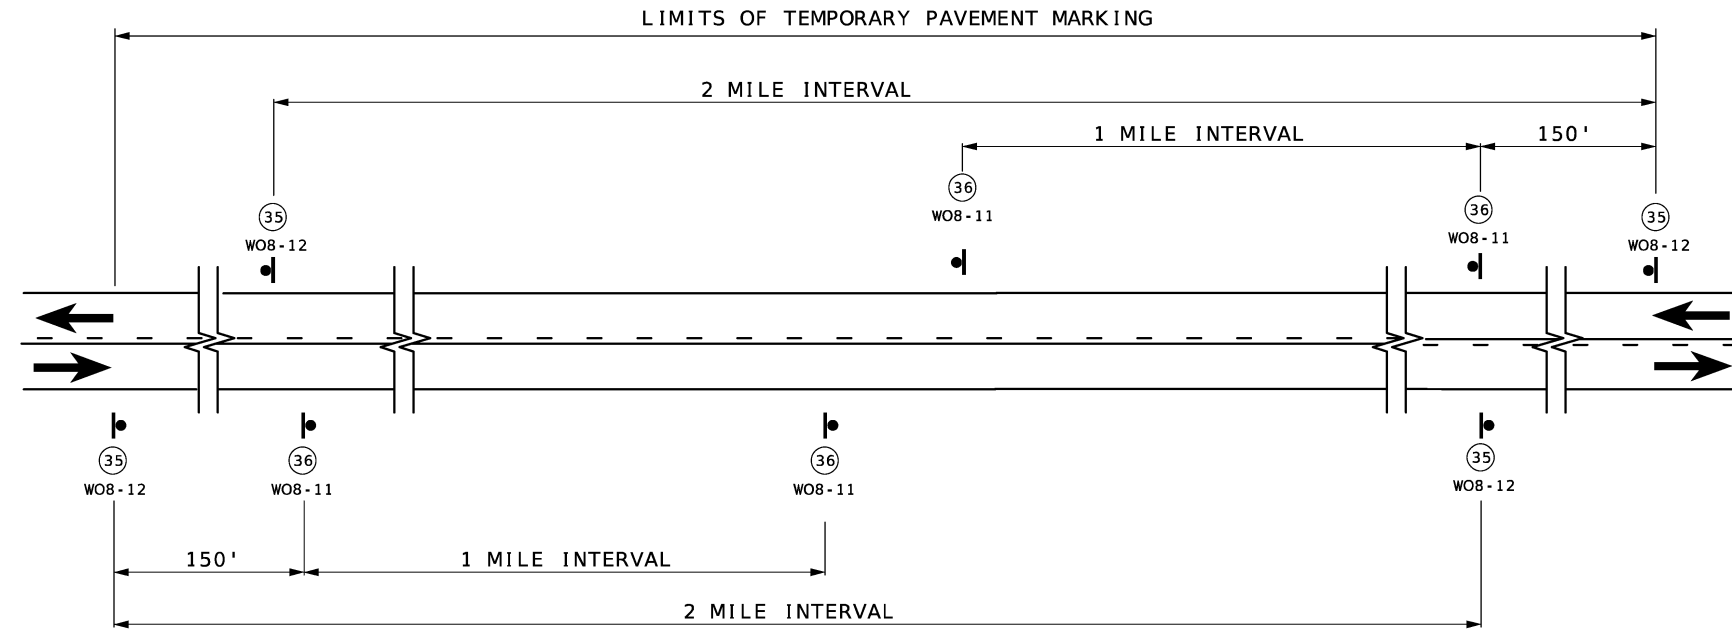 LIMITS OF TEMPORARY PAVEMENT MARKING
2 MILE INTERVAL
1 MILE INTERVAL
150'
36
WO8-11
35
WO8-12
36
WO8-11
35
WO8-12
35
WO8-12
36
WO8-11
36
WO8-11
35
WO8-12
150'
1 MILE INTERVAL
2 MILE INTERVAL